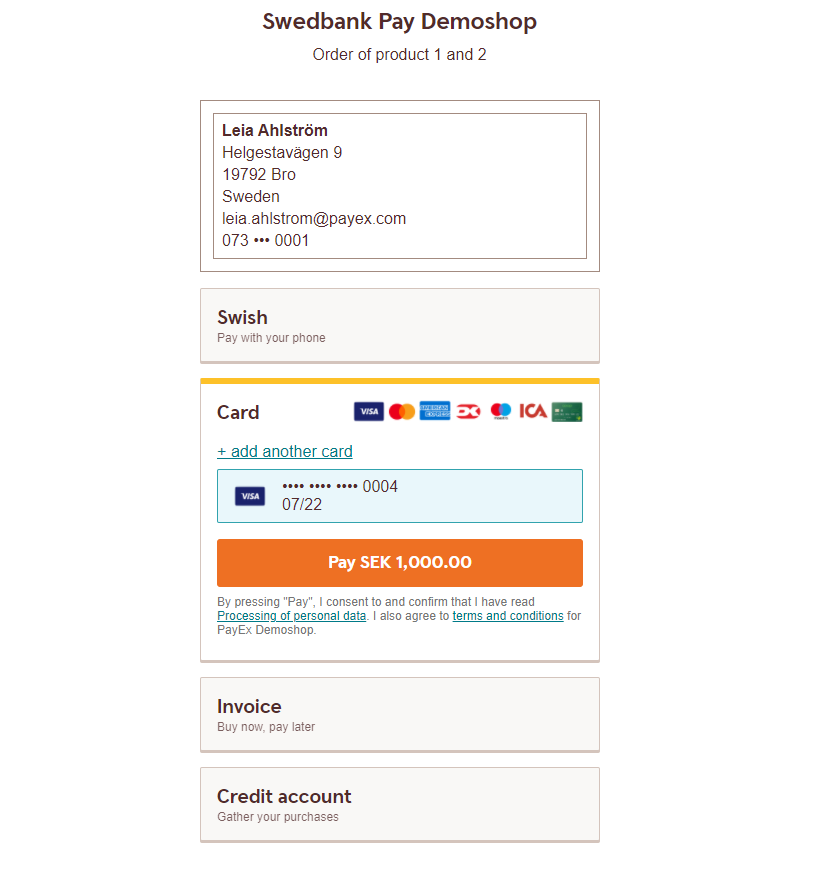 Swedbank Pay Demoshop
Order of product 1 and 2
Leia Ahlström
Helgestavägen 9
19792 Bro
Sweden
leia.ahlstrom@payex.com
073 ••• 0001
Swish
Pay with your phone
Card VISA AMERICAN EXPRESS maestro ICA
+ add another card
VISA •••• •••• •••• 0004
07/22
Pay SEK 1,000.00
By pressing "Pay", I consent to and confirm that I have read
Processing of personal data. I also agree to terms and conditions for
PayEx Demoshop.
Invoice
Buy now, pay later
Credit account
Gather your purchases